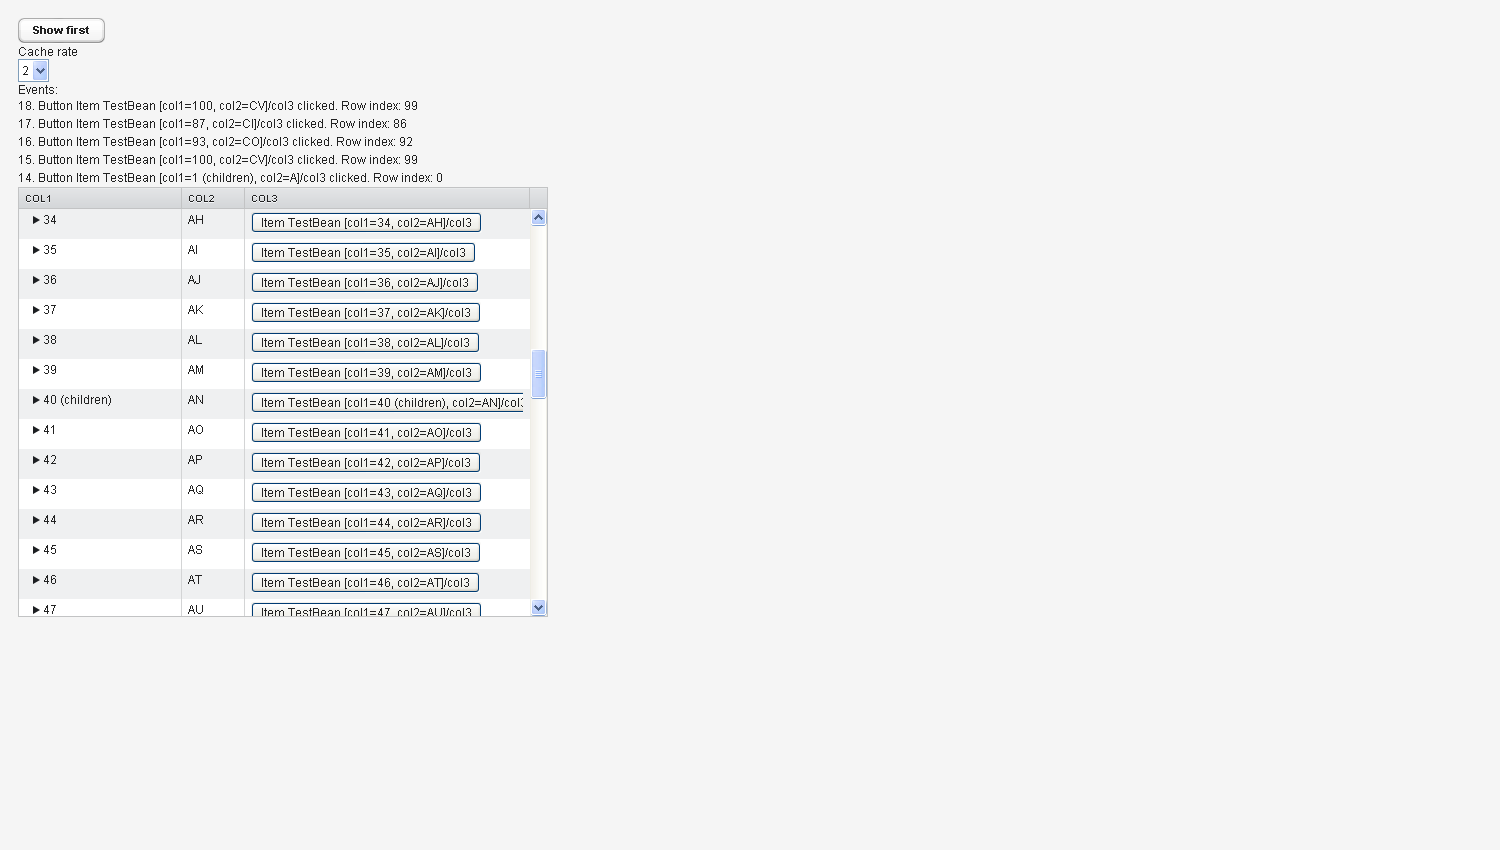 Show first
Cache rate
2
Events:
18. Button Item TestBean [col1=100, col2=CV]/col3 clicked. Row index: 99
17. Button Item TestBean [col1=87, col2=CI]/col3 clicked. Row index: 86
16. Button Item TestBean [col1=93, col2=CO]/col3 clicked. Row index: 92
15. Button Item TestBean [col1=100, col2=CV]/col3 clicked. Row index: 99
14. Button Item TestBean [col1=1 (children), col2=A]/col3 clicked. Row index: 0
COL1 COL2 COL3
34 AH Item TestBean [col1=34, col2=AH]/col3
35 AI Item TestBean [col1=35, col2=AI]/col3
36 AJ Item TestBean [col1=36, col2=AJ]/col3
37 AK Item TestBean [col1=37, col2=AK]/col3
38 AL Item TestBean [col1=38, col2=AL]/col3
39 AM Item TestBean [col1=39, col2=AM]/col3
40 (children) AN Item TestBean [col1=40 (children), col2=AN]/col3
41 AO Item TestBean [col1=41, col2=AO]/col3
42 AP Item TestBean [col1=42, col2=AP]/col3
43 AQ Item TestBean [col1=43, col2=AQ]/col3
44 AR Item TestBean [col1=44, col2=AR]/col3
45 AS Item TestBean [col1=45, col2=AS]/col3
46 AT Item TestBean [col1=46, col2=AT]/col3
47 AU Item TestBean [col1=47, col2=AU]/col3